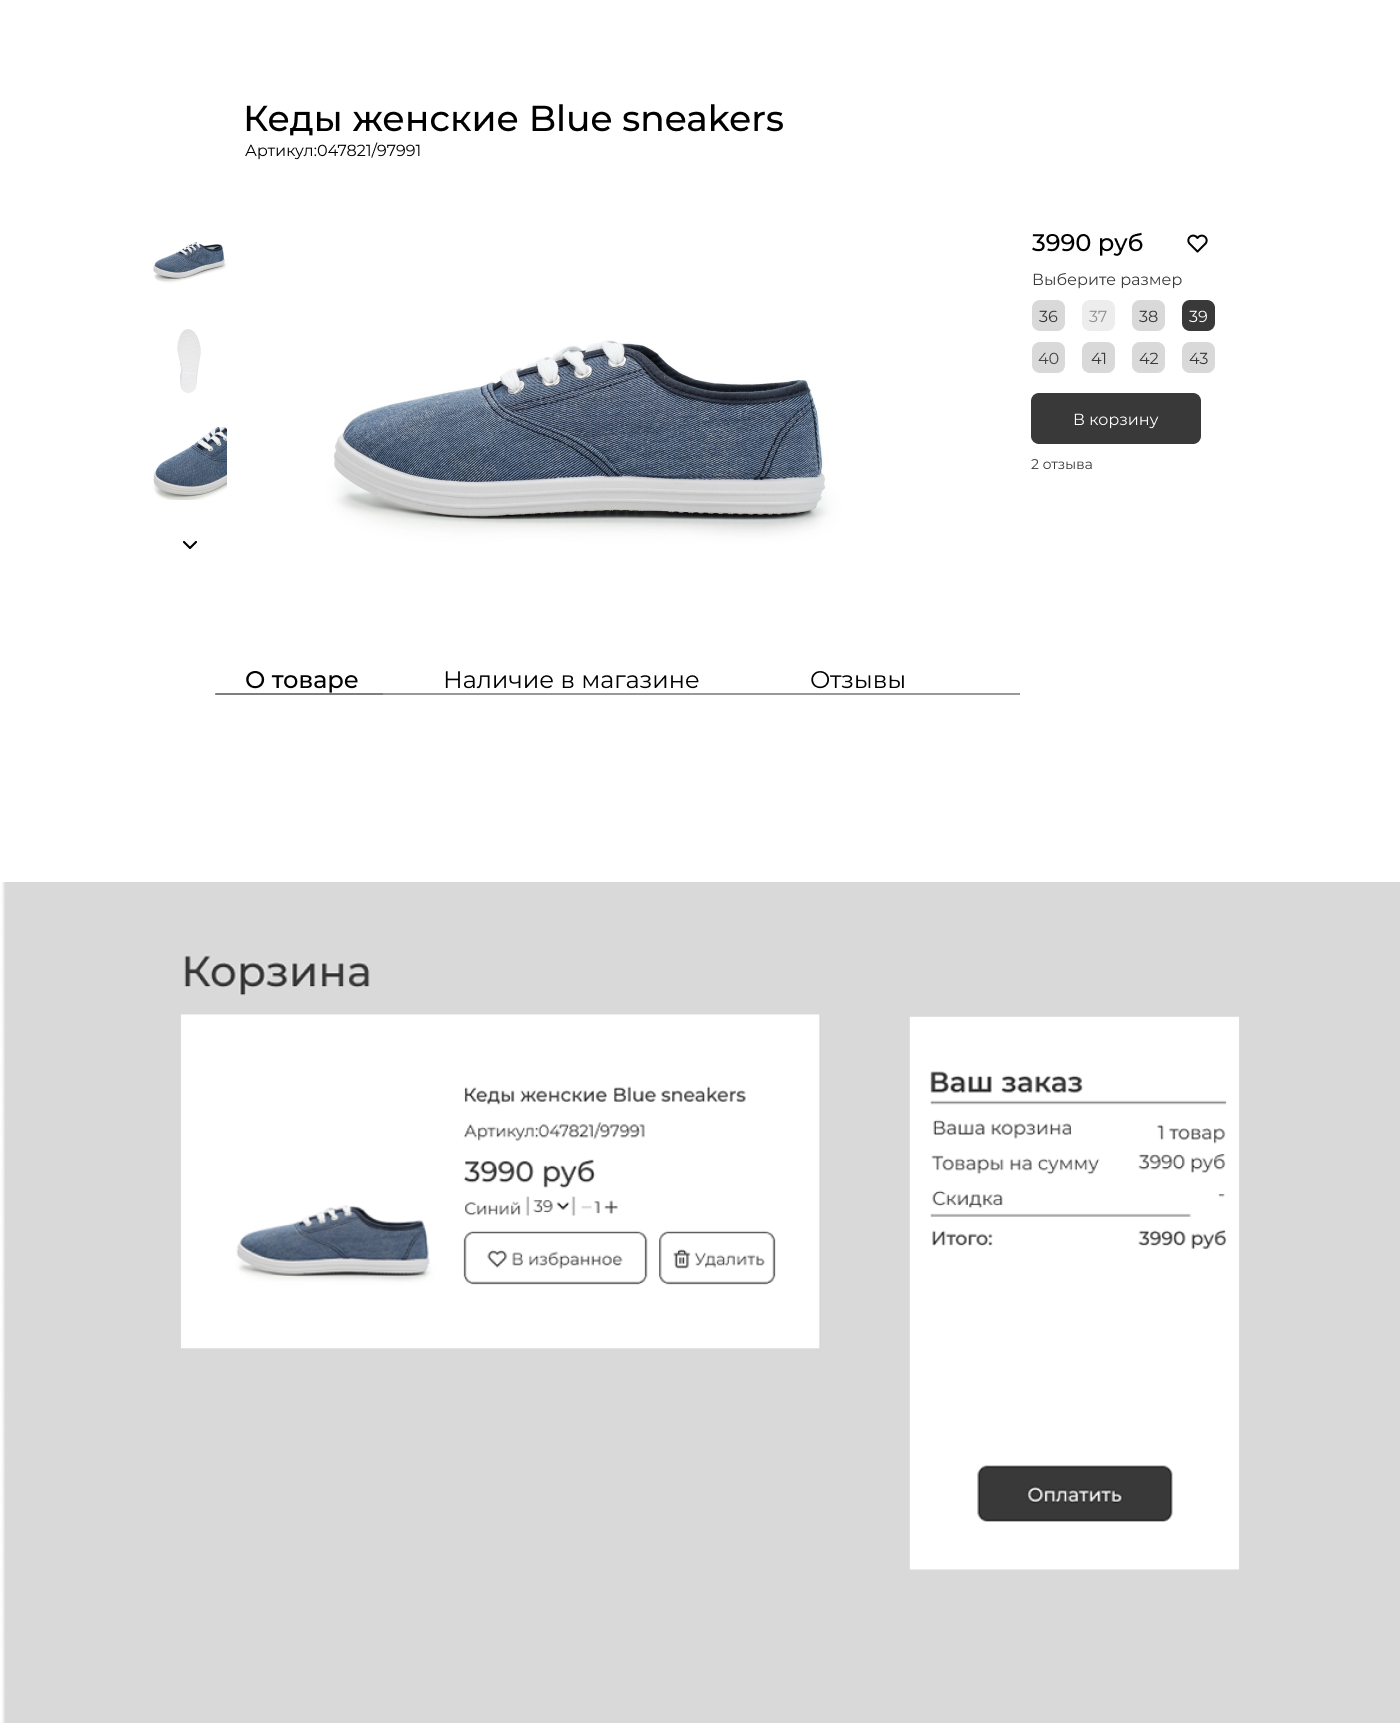 Кеды женские Blue sneakers
Артикул:047821/97991
3990 руб
Выберите размер
36 37 38 39
40 41 42 43
В корзину
2 отзыва
О товаре Наличие в магазине Отзывы
Корзина
Кеды женские Blue sneakers
Артикул:047821/97991
3990 руб
Синий | 39 | − 1 +
В избранное Удалить
Ваш заказ
Ваша корзина 1 товар
Товары на сумму 3990 руб
Скидка -
Итого: 3990 руб
Оплатить